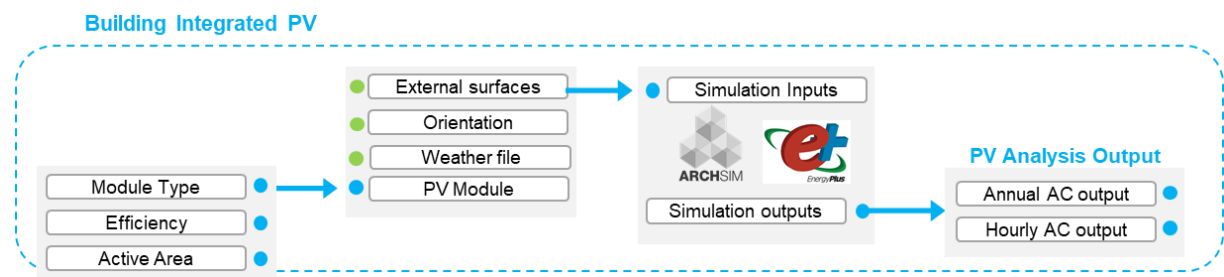 Building Integrated PV
Module Type
Efficiency
Active Area
External surfaces
Orientation
Weather file
PV Module
Simulation Inputs
ARCHSIM
e+
EnergyPlus
Simulation outputs
PV Analysis Output
Annual AC output
Hourly AC output